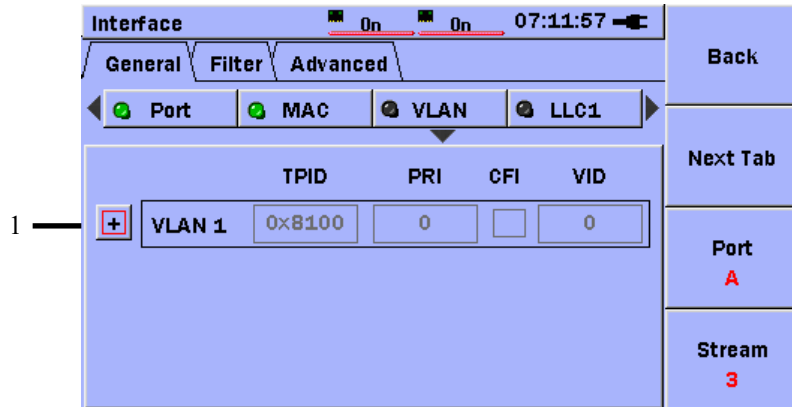 Interface 0n 0n 07:11:57
General Filter Advanced
Port MAC VLAN LLC1
TPID PRI CFI VID
1 + VLAN 1 0x8100 0 0
Back
Next Tab
Port
A
Stream
3